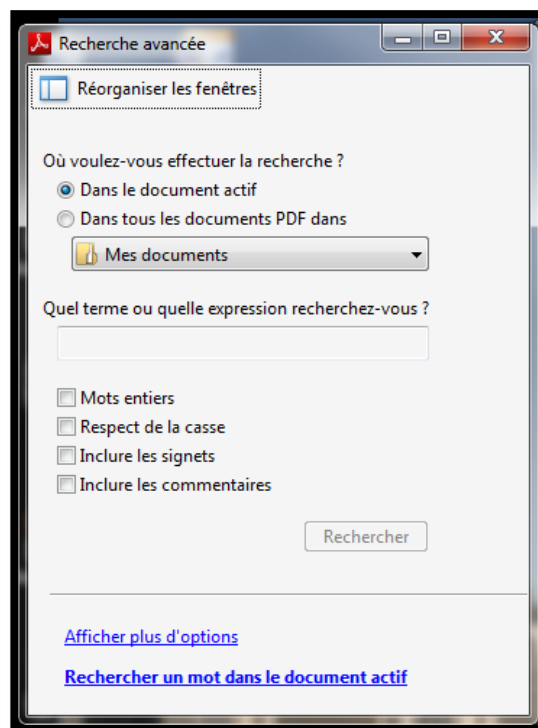 Recherche avancée
Réorganiser les fenêtres
Où voulez-vous effectuer la recherche ?
Dans le document actif
Dans tous les documents PDF dans
Mes documents
Quel terme ou quelle expression recherchez-vous ?
Mots entiers
Respect de la casse
Inclure les signets
Inclure les commentaires
Rechercher
Afficher plus d'options
Rechercher un mot dans le document actif